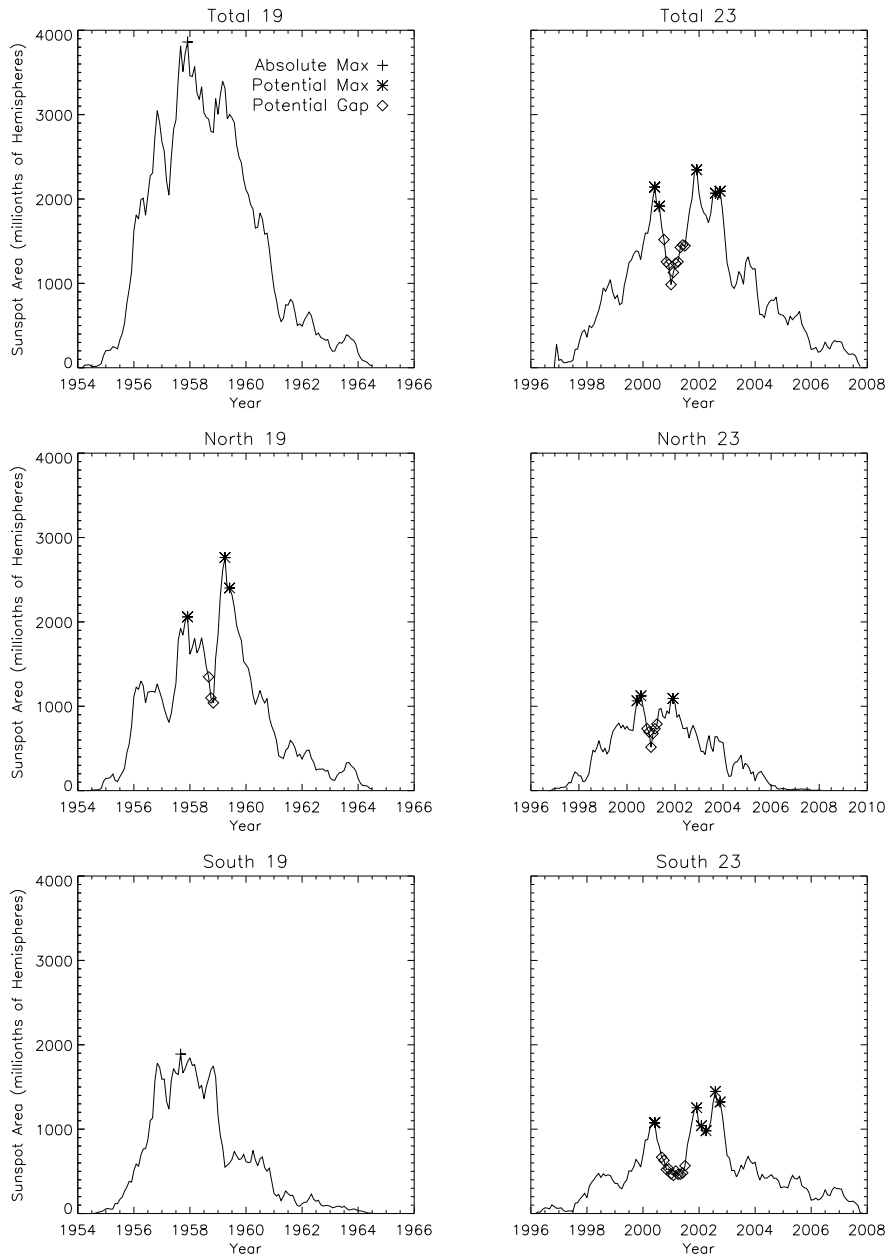 Total 19
Total 23
Sunspot Area (millionths of Hemispheres)
4000
3000
2000
1000
0
Absolute Max +
Potential Max
Potential Gap ◇
1954 1956 1958 1960 1962 1964 1966
Year
1996 1998 2000 2002 2004 2006 2008
Year
North 19
North 23
Sunspot Area (millionths of Hemispheres)
4000
3000
2000
1000
0
1954 1956 1958 1960 1962 1964 1966
Year
1996 1998 2000 2002 2004 2006 2008 2010
Year
South 19
South 23
Sunspot Area (millionths of Hemispheres)
4000
3000
2000
1000
0
1954 1956 1958 1960 1962 1964 1966
Year
1996 1998 2000 2002 2004 2006 2008
Year